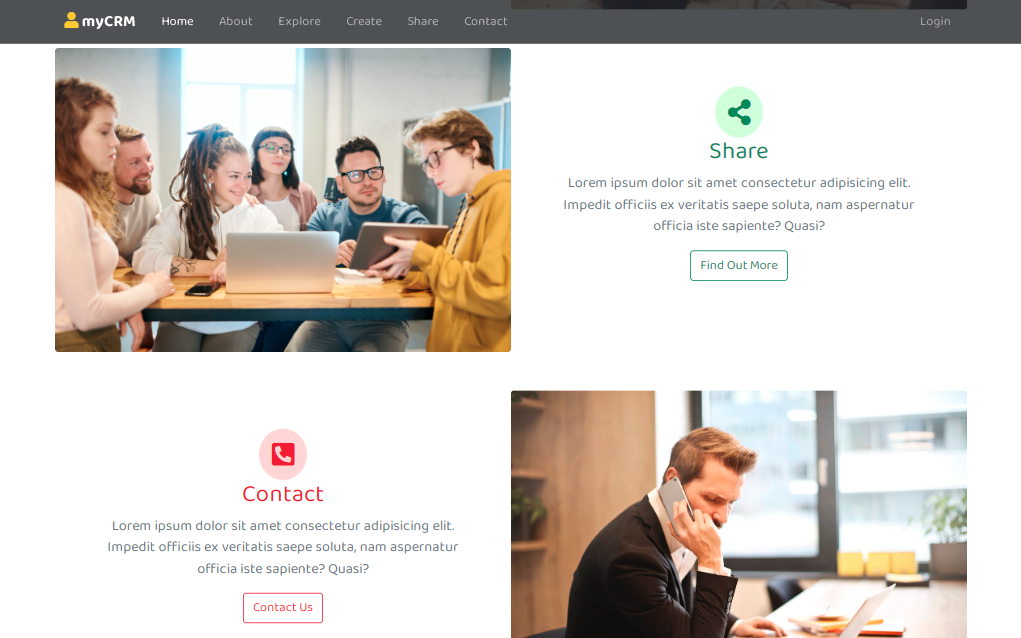 myCRM Home About Explore Create Share Contact Login
Share
Lorem ipsum dolor sit amet consectetur adipisicing elit.
Impedit officiis ex veritatis saepe soluta, nam aspernatur
officia iste sapiente? Quasi?
Find Out More
Contact
Lorem ipsum dolor sit amet consectetur adipisicing elit.
Impedit officiis ex veritatis saepe soluta, nam aspernatur
officia iste sapiente? Quasi?
Contact Us